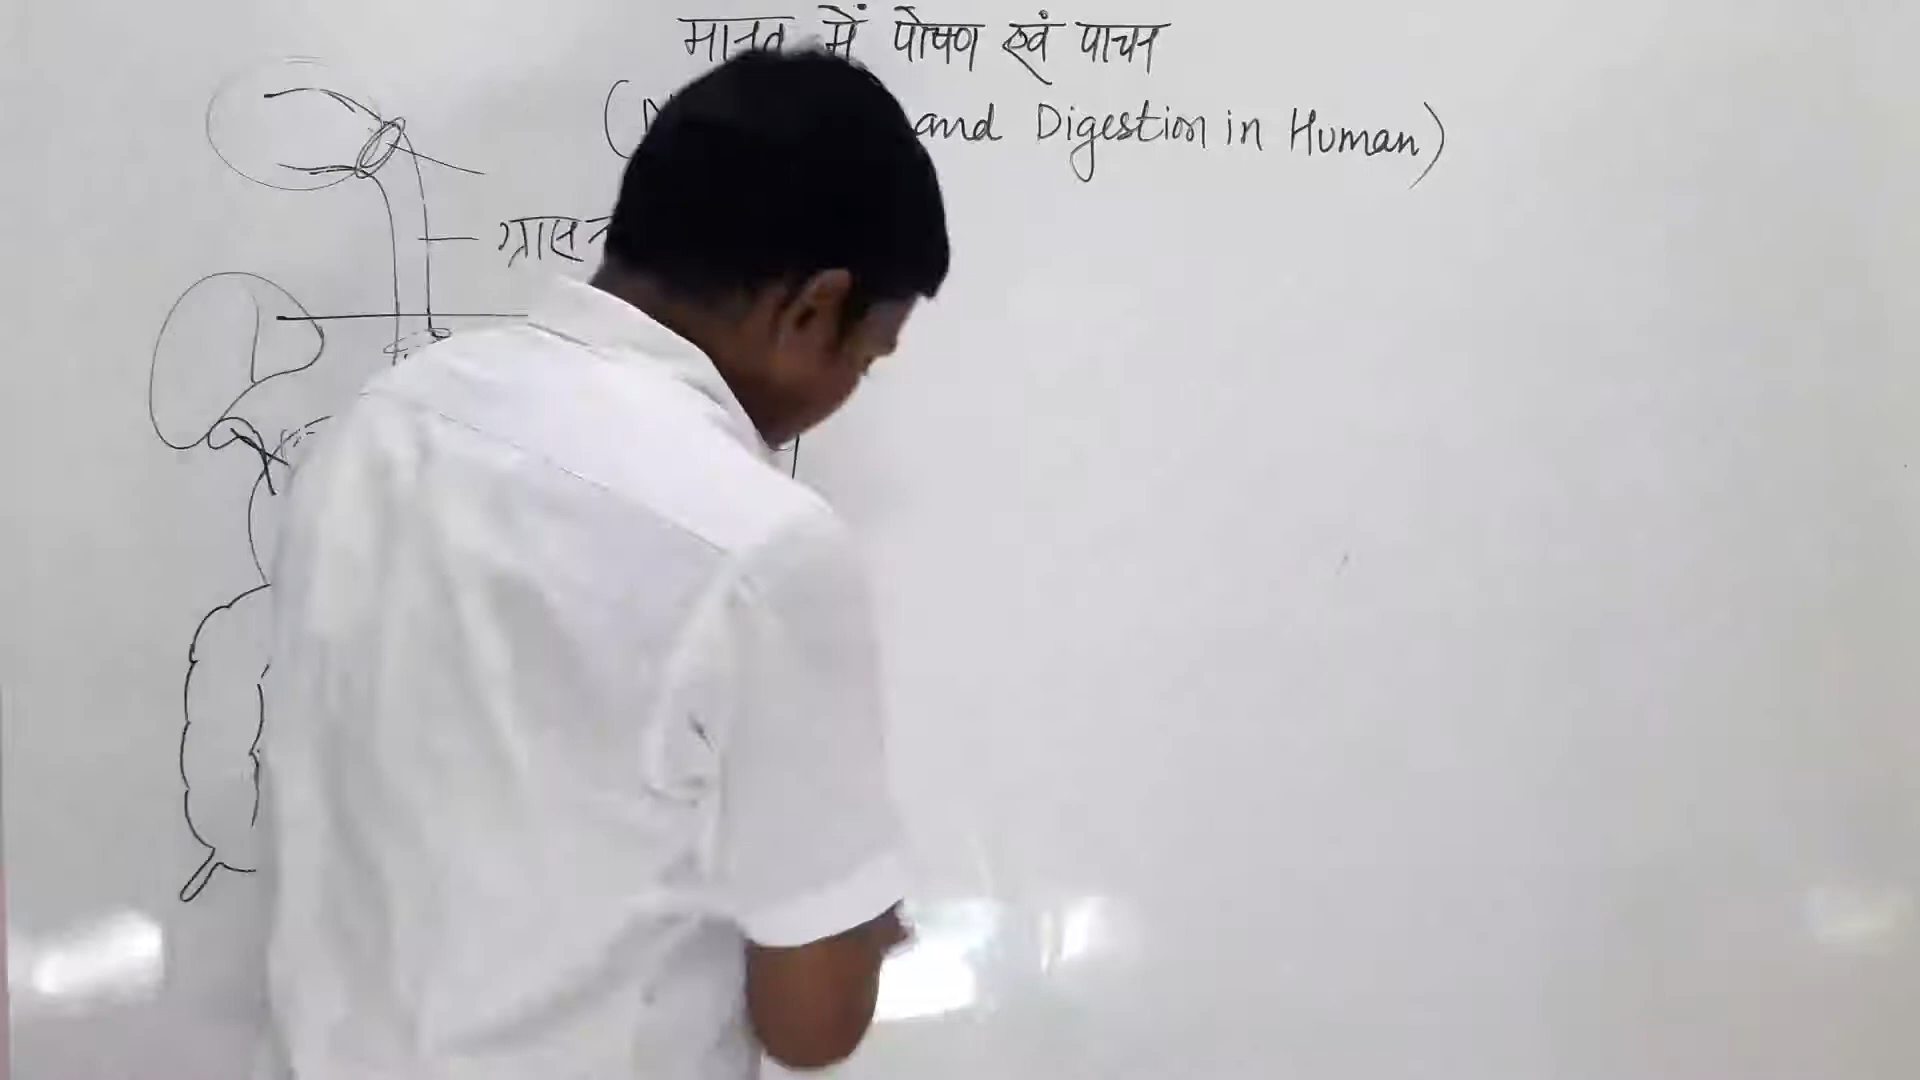 मानव में पोषण एवं पाचन
and Digestion in Human)
ग्रास